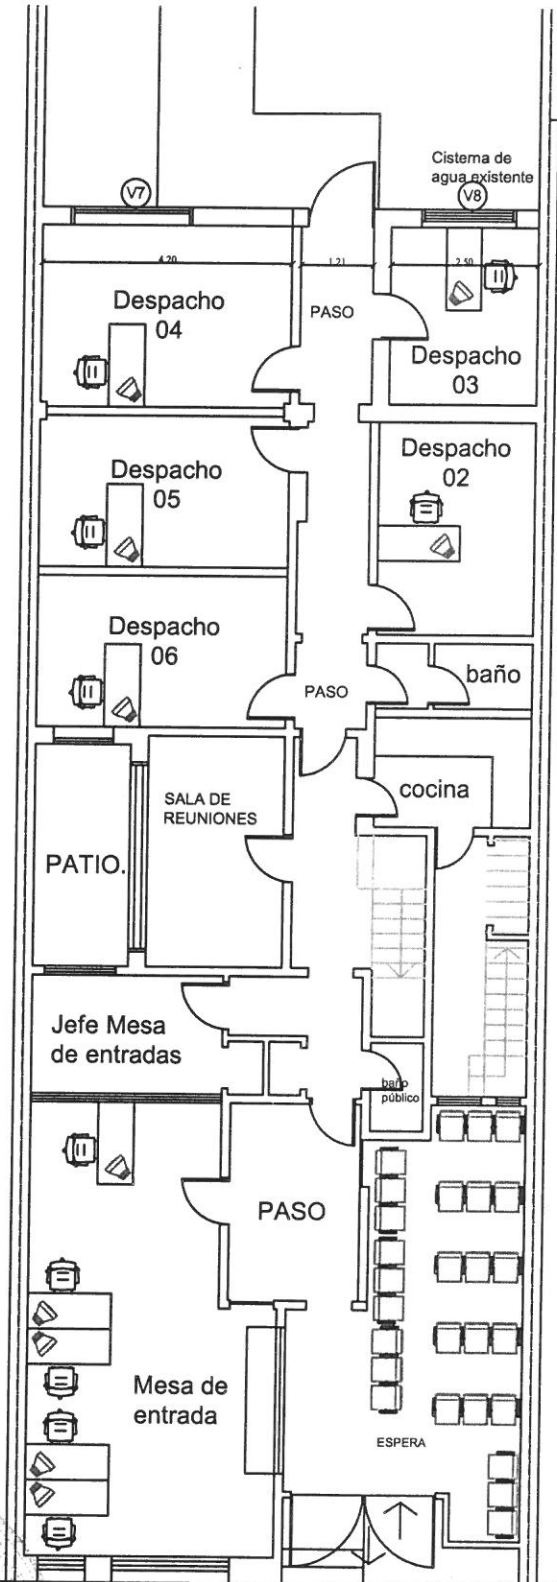 Cisterna de
agua existente
V7
V8
4.20
1.21
2.50
Despacho
04
PASO
Despacho
03
Despacho
05
Despacho
02
Despacho
06
PASO
baño
SALA DE
REUNIONES
cocina
PATIO.
Jefe Mesa
de entradas
baño
público
PASO
Mesa de
entrada
ESPERA